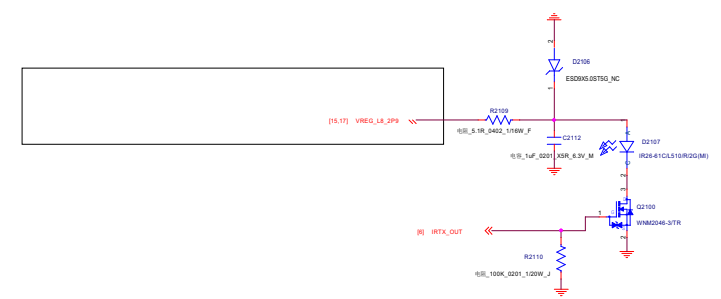 2
D2106
ESD9X5.0ST5G_NC
1
R2109
[15,17] VREG_L8_2P9
电阻_5.1R_0402_1/16W_F
1
A
C2112
D2107
电容_1uF_0201_X5R_6.3V_M
IR26-61C/L510/R/2G(MI)
C
2
3
Q2100
1
WNM2046-3/TR
[6] IRTX_OUT
2
R2110
电阻_100K_0201_1/20W_J